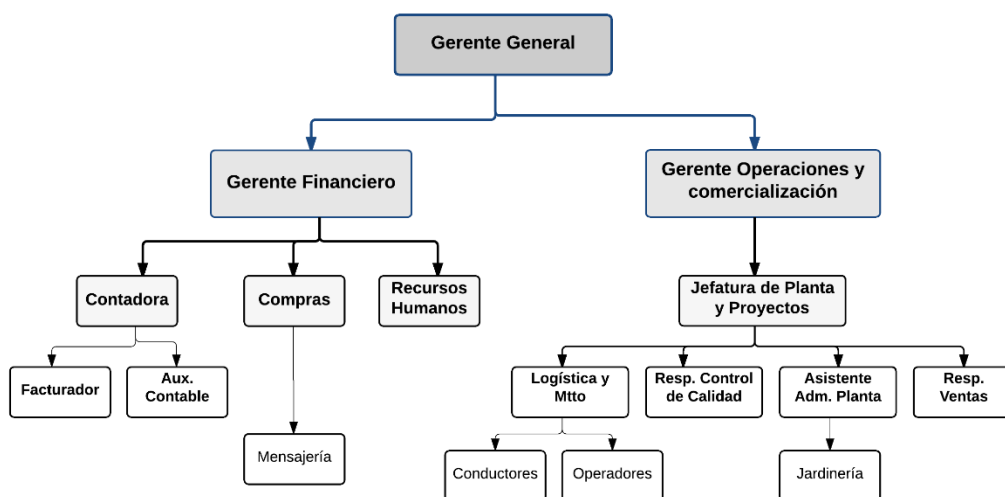 Gerente General
Gerente Financiero
Gerente Operaciones y
comercialización
Contadora
Compras
Recursos
Humanos
Jefatura de Planta
y Proyectos
Facturador
Aux.
Contable
Logística y
Mtto
Resp. Control
de Calidad
Asistente
Adm. Planta
Resp.
Ventas
Mensajería
Conductores
Operadores
Jardinería